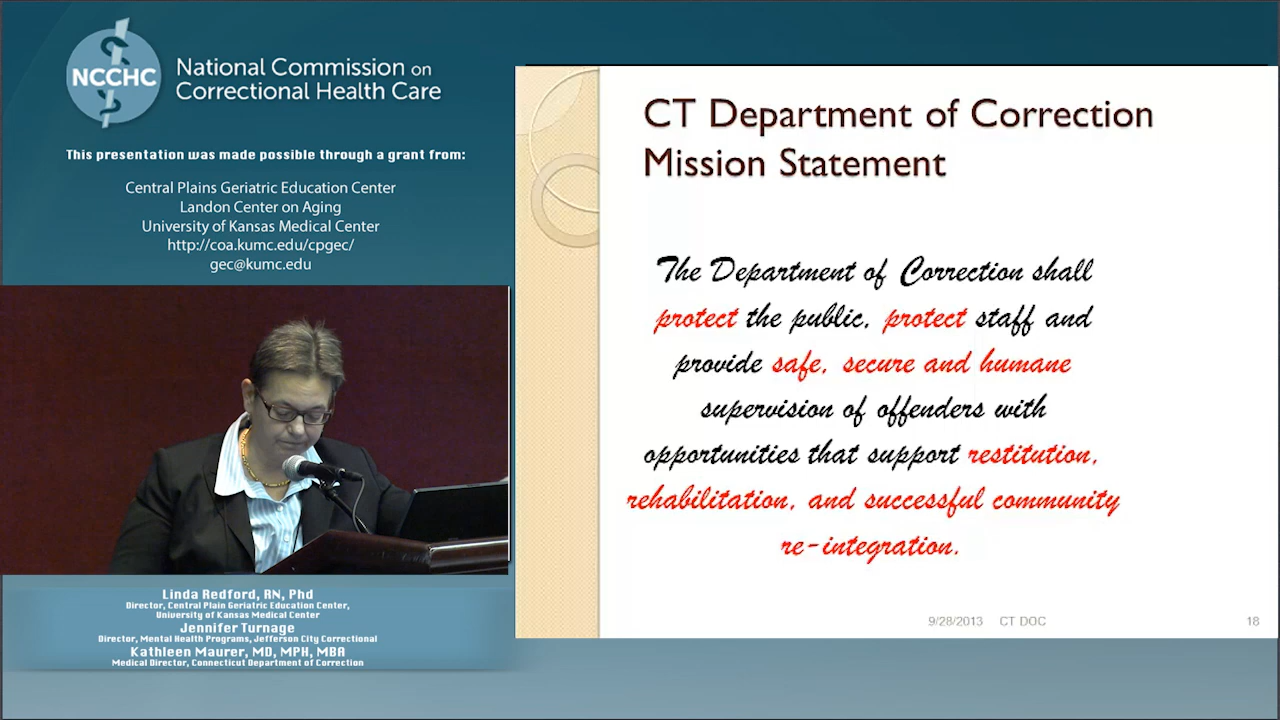 NCCHC
National Commission on
Correctional Health Care
This presentation was made possible through a grant from:
Central Plains Geriatric Education Center
Landon Center on Aging
University of Kansas Medical Center
http://coa.kumc.edu/cpgec/
gec@kumc.edu
Linda Redford, RN, Phd
Director, Central Plain Geriatric Education Center,
University of Kansas Medical Center
Jennifer Turnage
Director, Mental Health Programs, Jefferson City Correctional
Kathleen Maurer, MD, MPH, MBA
Medical Director, Connecticut Department of Correction
CT Department of Correction
Mission Statement
The Department of Correction shall
protect the public, protect staff and
provide safe, secure and humane
supervision of offenders with
opportunities that support restitution,
rehabilitation, and successful community
re-integration.
9/28/2013 CT DOC 18